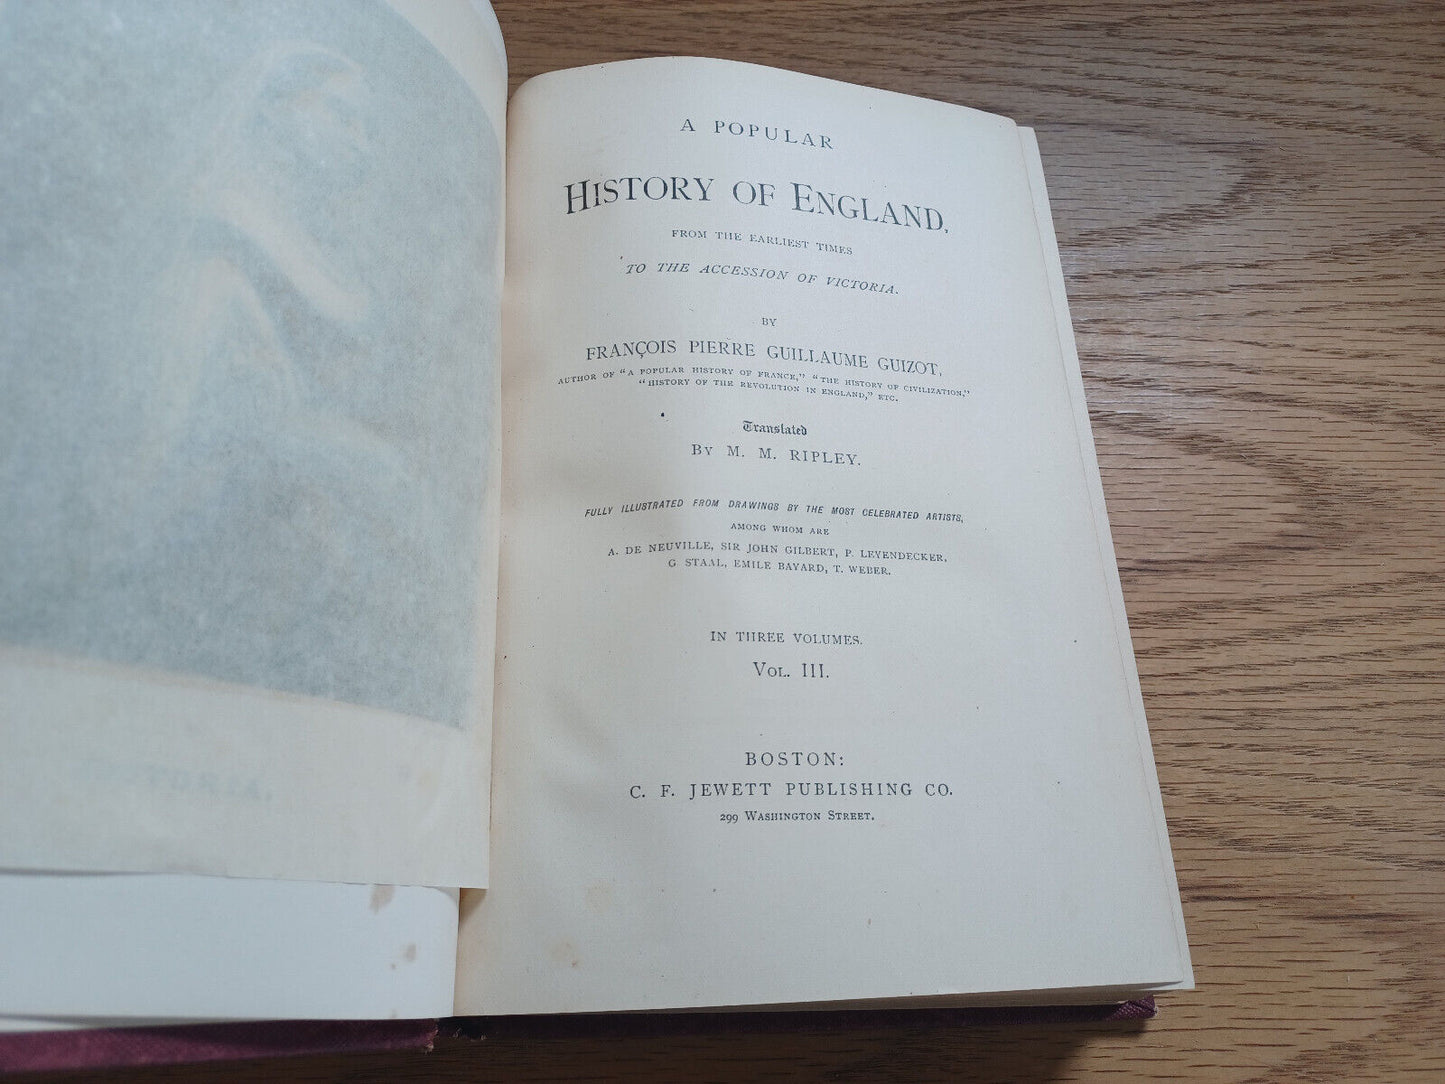 A POPULAR
HISTORY OF ENGLAND,
FROM THE EARLIEST TIMES
TO THE ACCESSION OF VICTORIA.
BY
FRANÇOIS PIERRE GUILLAUME GUIZOT,
AUTHOR OF "A POPULAR HISTORY OF FRANCE," "THE HISTORY OF CIVILIZATION,"
"HISTORY OF THE REVOLUTION IN ENGLAND," ETC.
Translated
BY M. M. RIPLEY.
FULLY ILLUSTRATED FROM DRAWINGS BY THE MOST CELEBRATED ARTISTS,
AMONG WHOM ARE
A. DE NEUVILLE, SIR JOHN GILBERT, P. LEYENDECKER,
G STAAL, EMILE BAYARD, T. WEBER.
IN THREE VOLUMES.
VOL. III.
BOSTON:
C. F. JEWETT PUBLISHING CO.
299 WASHINGTON STREET.